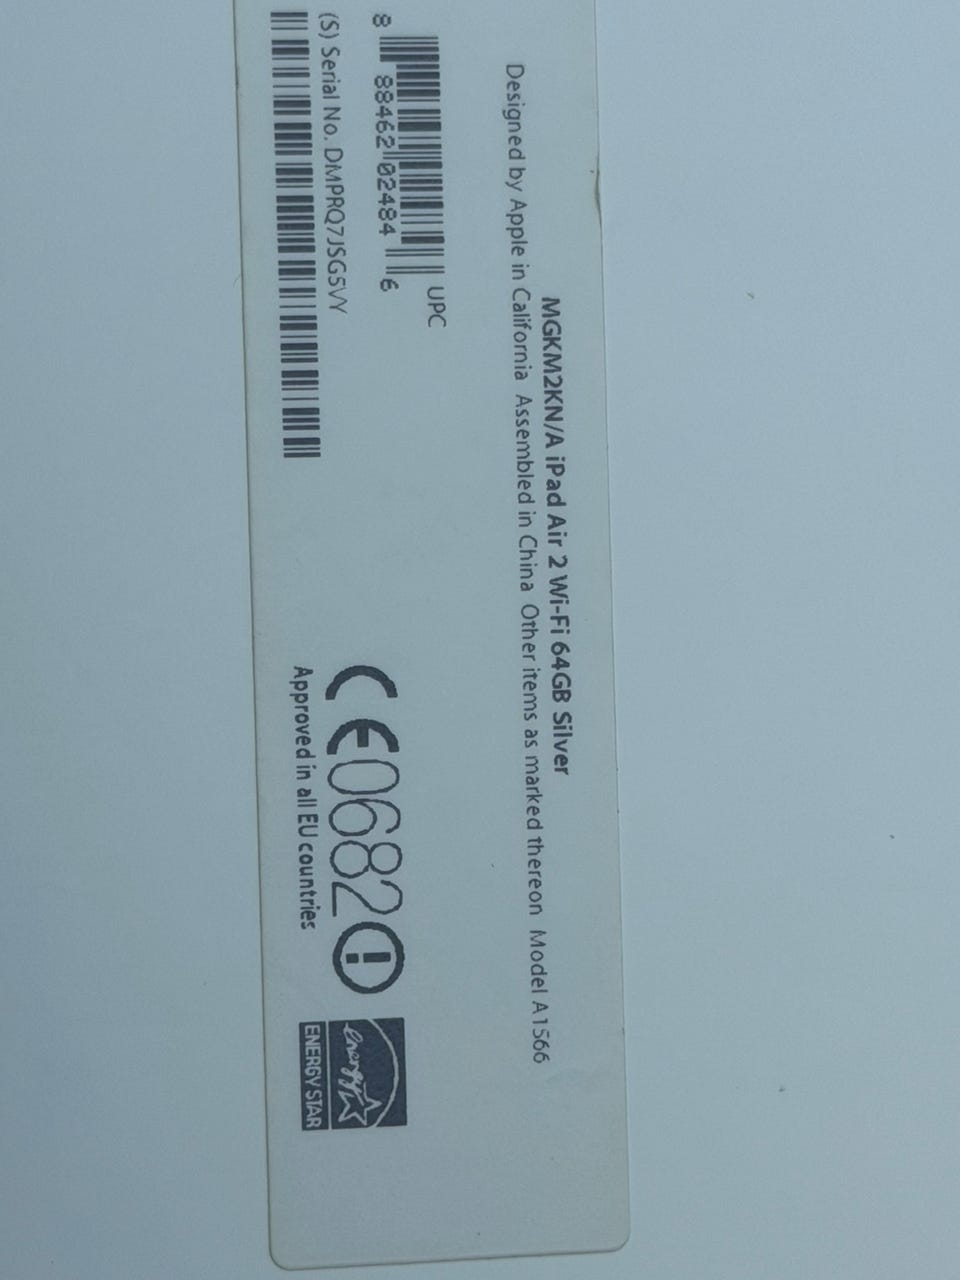 MGKM2KN/A iPad Air 2 Wi-Fi 64GB Silver
Designed by Apple in California Assembled in China Other items as marked thereon Model A1566
UPC
8 88462 02484 6
(S) Serial No. DMPRQ7JSG5VY
CE0682
Approved in all EU countries
energy
ENERGY STAR